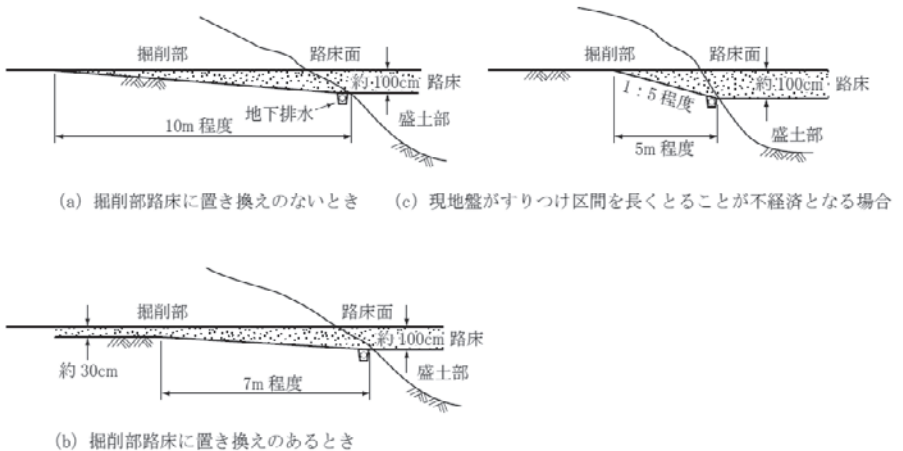 掘削部 路床面
約100cm 路床
地下排水
10m 程度
盛土部
(a) 掘削部路床に置き換えのないとき
掘削部 路床面
約100cm 路床
1:5 程度
5m 程度
盛土部
(c) 現地盤がすりつけ区間を長くとることが不経済となる場合
掘削部 路床面
約100cm 路床
約 30cm
7m 程度
盛土部
(b) 掘削部路床に置き換えのあるとき